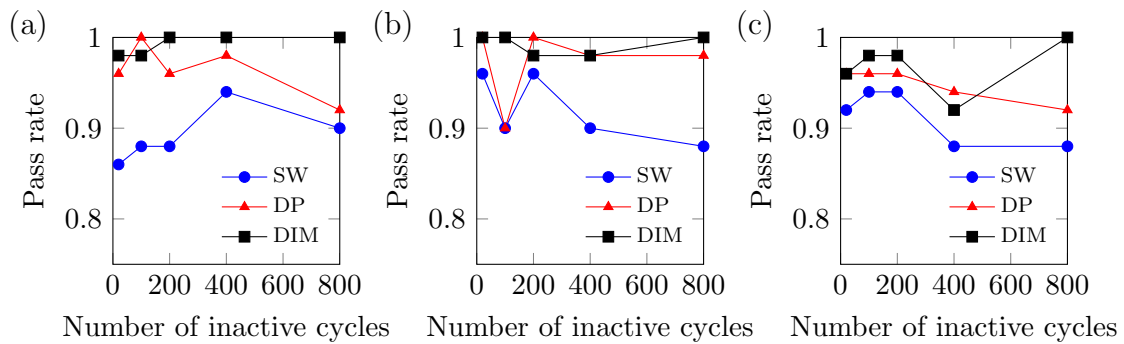 (a)
Pass rate
1
0.9
0.8
SW
DP
DIM
0 200 400 600 800
Number of inactive cycles
(b)
Pass rate
1
0.9
0.8
SW
DP
DIM
0 200 400 600 800
Number of inactive cycles
(c)
Pass rate
1
0.9
0.8
SW
DP
DIM
0 200 400 600 800
Number of inactive cycles